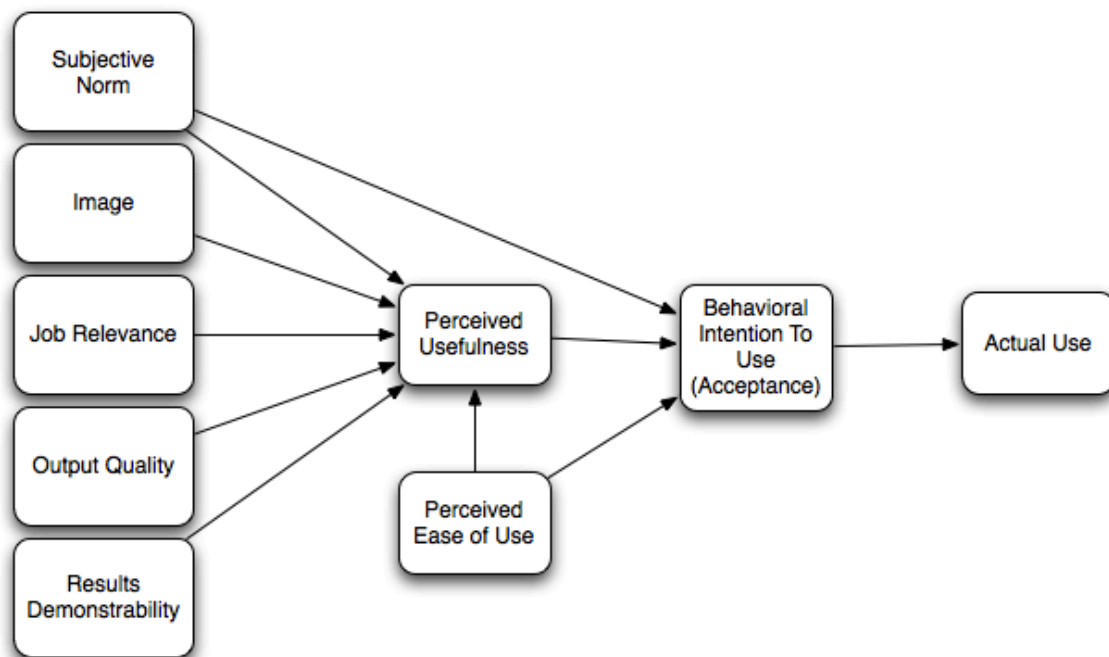 Subjective
Norm
Image
Job Relevance
Output Quality
Results
Demonstrability
Perceived
Usefulness
Perceived
Ease of Use
Behavioral
Intention To
Use
(Acceptance)
Actual Use